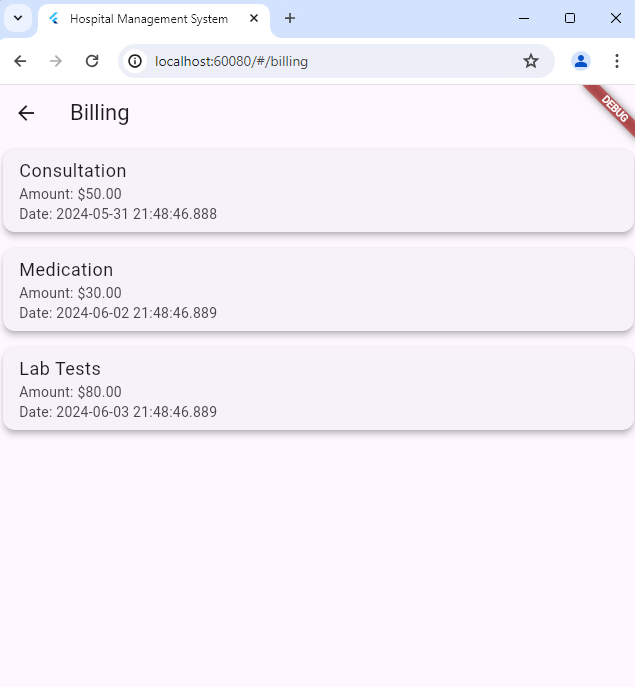 Hospital Management System
localhost:60080/#/billing
Billing
DEBUG
Consultation
Amount: $50.00
Date: 2024-05-31 21:48:46.888
Medication
Amount: $30.00
Date: 2024-06-02 21:48:46.889
Lab Tests
Amount: $80.00
Date: 2024-06-03 21:48:46.889